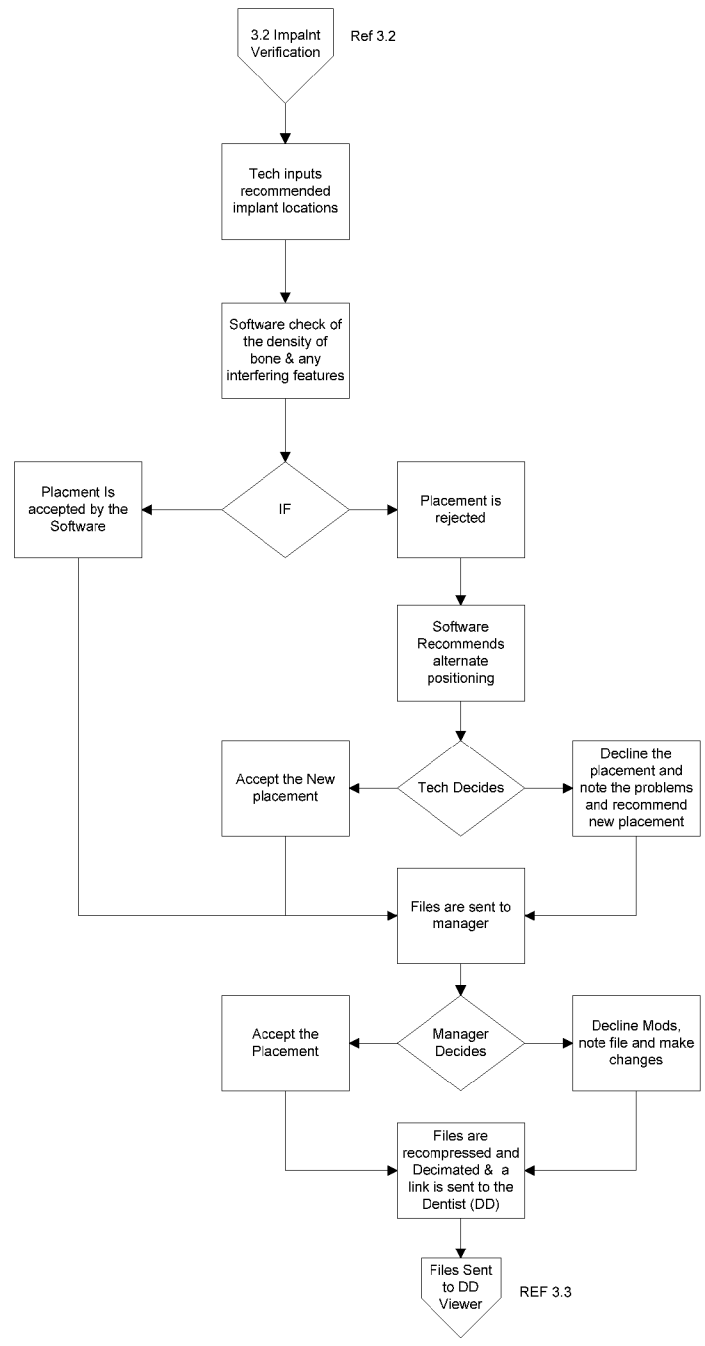 3.2 Impalnt
Verification
Ref 3.2
Tech inputs
recommended
implant locations
Software check of
the density of
bone & any
interfering features
Placment Is
accepted by the
Software
IF
Placement is
rejected
Software
Recommends
alternate
positioning
Accept the New
placement
Tech Decides
Decline the
placement and
note the problems
and recommend
new placement
Files are sent to
manager
Accept the
Placement
Manager
Decides
Decline Mods,
note file and make
changes
Files are
recompressed and
Decimated & a
link is sent to the
Dentist (DD)
Files Sent
to DD
Viewer
REF 3.3